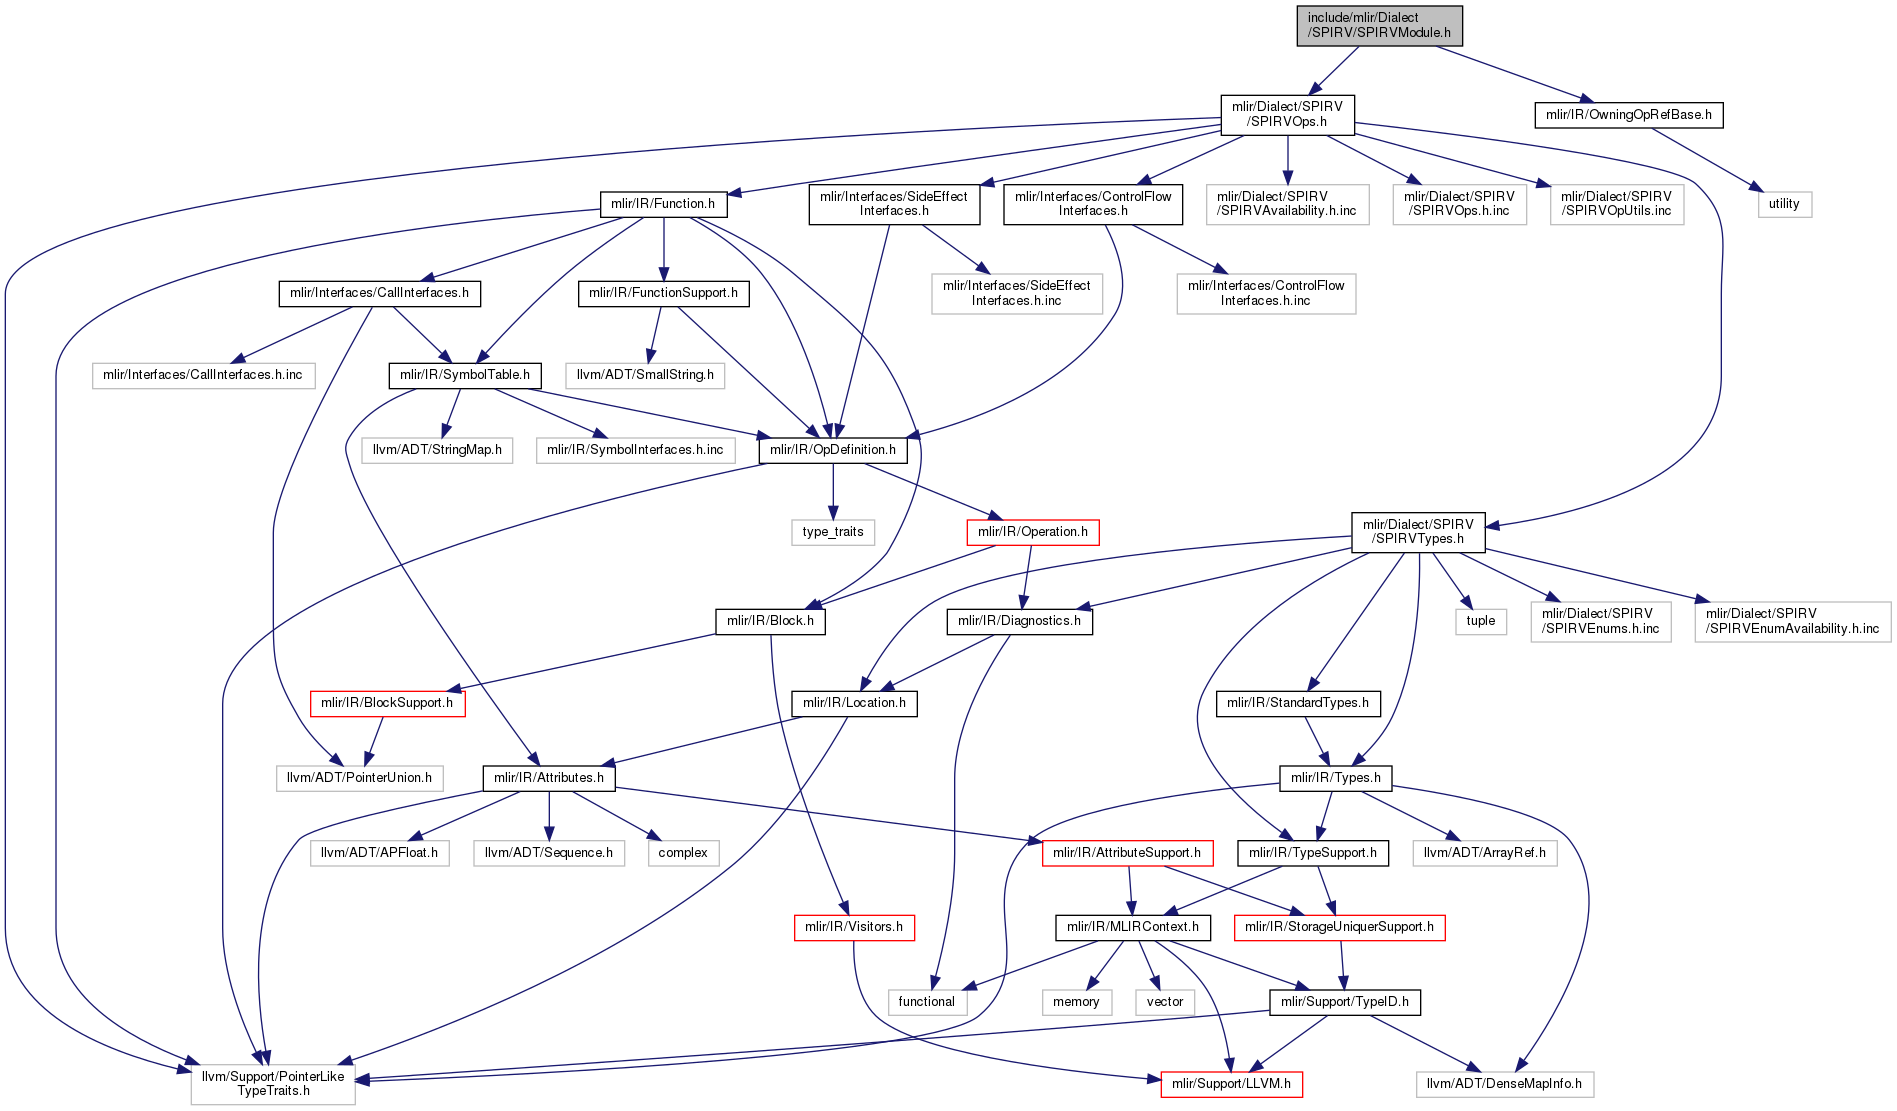 include/mlir/Dialect
/SPIRV/SPIRVModule.h
mlir/Dialect/SPIRV
/SPIRVOps.h
mlir/IR/OwningOpRefBase.h
mlir/IR/Function.h
mlir/Interfaces/SideEffect
Interfaces.h
mlir/Interfaces/ControlFlow
Interfaces.h
mlir/Dialect/SPIRV
/SPIRVAvailability.h.inc
mlir/Dialect/SPIRV
/SPIRVOps.h.inc
mlir/Dialect/SPIRV
/SPIRVOpUtils.inc
utility
mlir/Interfaces/CallInterfaces.h
mlir/IR/FunctionSupport.h
mlir/Interfaces/SideEffect
Interfaces.h.inc
mlir/Interfaces/ControlFlow
Interfaces.h.inc
mlir/Interfaces/CallInterfaces.h.inc
mlir/IR/SymbolTable.h
llvm/ADT/SmallString.h
llvm/ADT/StringMap.h
mlir/IR/SymbolInterfaces.h.inc
mlir/IR/OpDefinition.h
type_traits
mlir/IR/Operation.h
mlir/Dialect/SPIRV
/SPIRVTypes.h
mlir/IR/Block.h
mlir/IR/Diagnostics.h
tuple
mlir/Dialect/SPIRV
/SPIRVEnums.h.inc
mlir/Dialect/SPIRV
/SPIRVEnumAvailability.h.inc
mlir/IR/BlockSupport.h
mlir/IR/Location.h
mlir/IR/StandardTypes.h
llvm/ADT/PointerUnion.h
mlir/IR/Attributes.h
mlir/IR/Types.h
llvm/ADT/APFloat.h
llvm/ADT/Sequence.h
complex
mlir/IR/AttributeSupport.h
mlir/IR/TypeSupport.h
llvm/ADT/ArrayRef.h
mlir/IR/Visitors.h
mlir/IR/MLIRContext.h
mlir/IR/StorageUniquerSupport.h
functional
memory
vector
mlir/Support/TypeID.h
llvm/Support/PointerLike
TypeTraits.h
mlir/Support/LLVM.h
llvm/ADT/DenseMapInfo.h